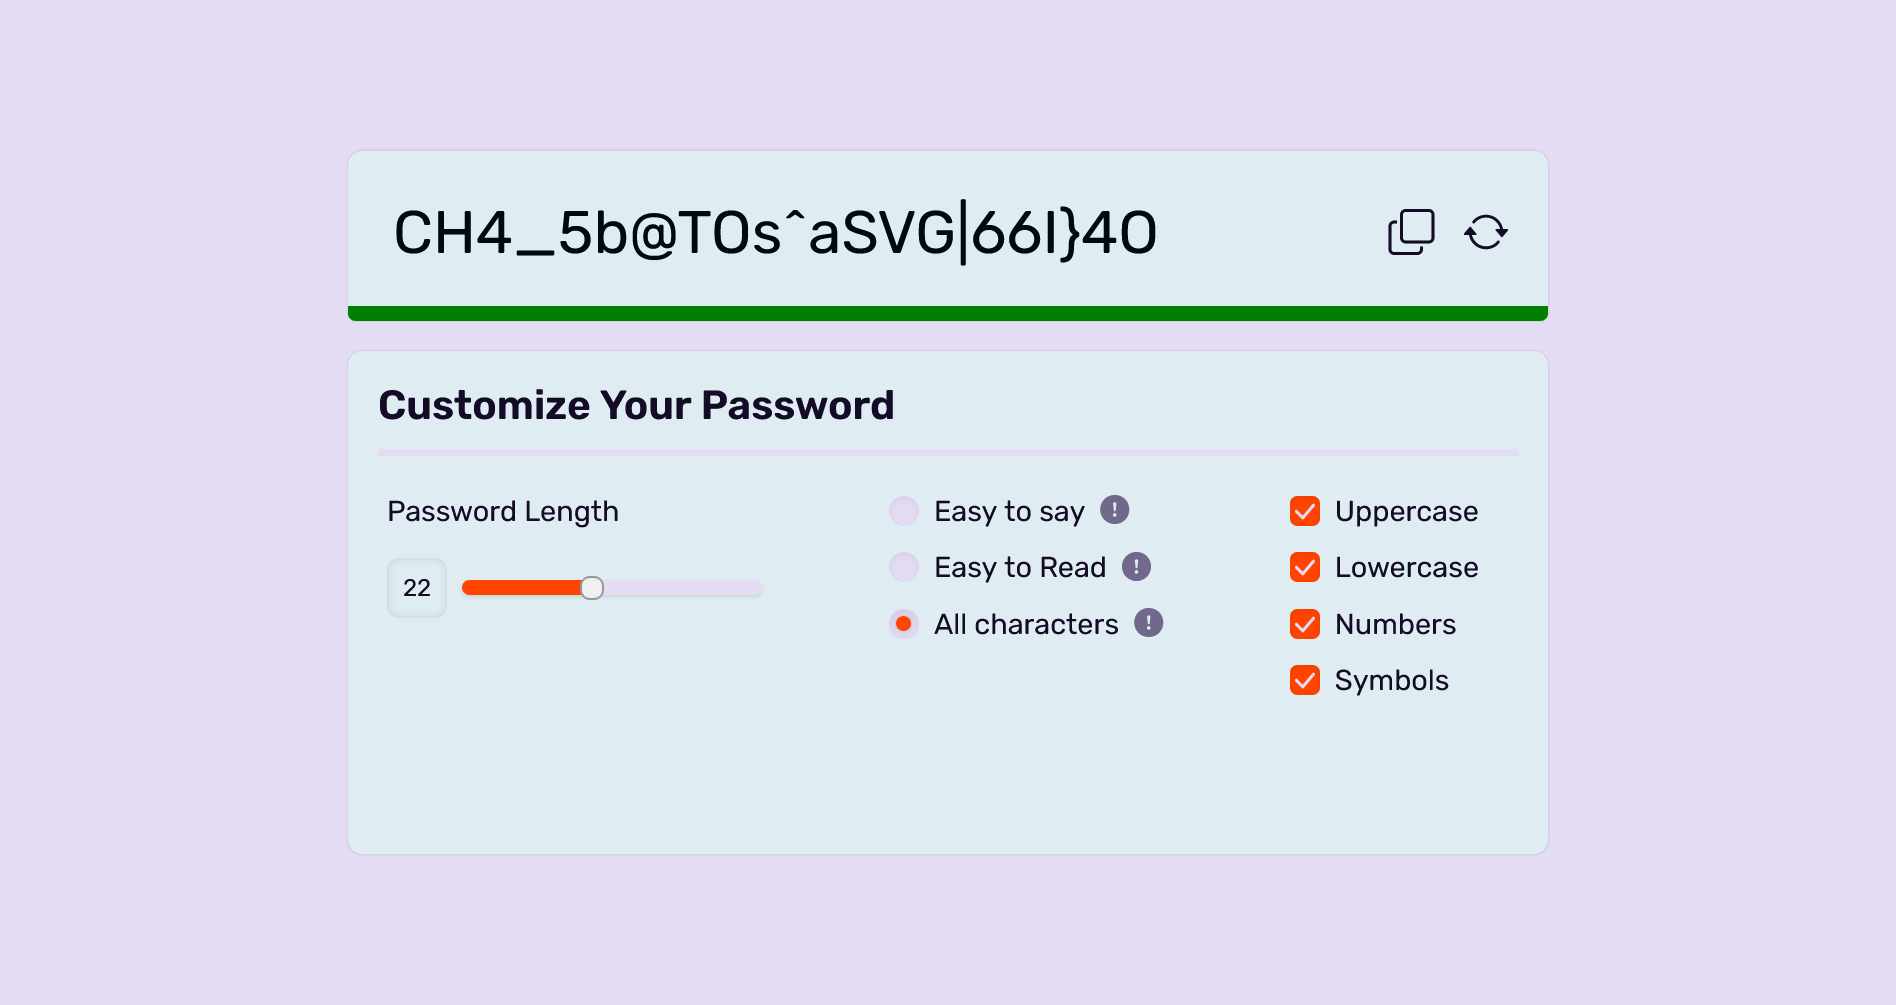 CH4_5b@TOs^aSVG|66I}4O
Customize Your Password
Password Length
22
Easy to say
Easy to Read
All characters
Uppercase
Lowercase
Numbers
Symbols